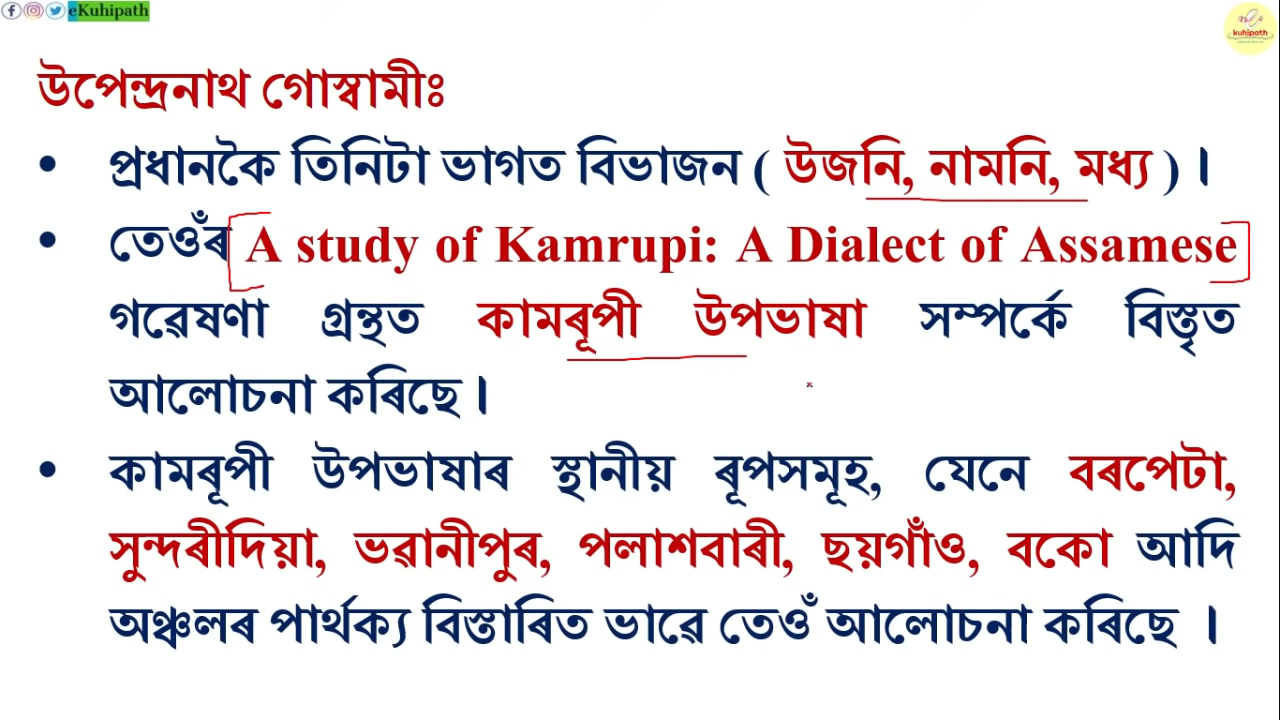 eKuhipath
kuhipath
উপেন্দ্ৰনাথ গোস্বামীঃ
• প্ৰধানকৈ তিনিটা ভাগত বিভাজন ( উজনি, নামনি, মধ্য ) ।
• তেওঁৰ A study of Kamrupi: A Dialect of Assamese
গৱেষণা গ্ৰন্থত কামৰূপী উপভাষা সম্পৰ্কে বিস্তৃত
আলোচনা কৰিছে ।
• কামৰূপী উপভাষাৰ স্থানীয় ৰূপসমূহ, যেনে বৰপেটা,
সুন্দৰীদিয়া, ভৱানীপুৰ, পলাশবাৰী, ছয়গাঁও, বকো আদি
অঞ্চলৰ পাৰ্থক্য বিস্তাৰিত ভাৱে তেওঁ আলোচনা কৰিছে ।